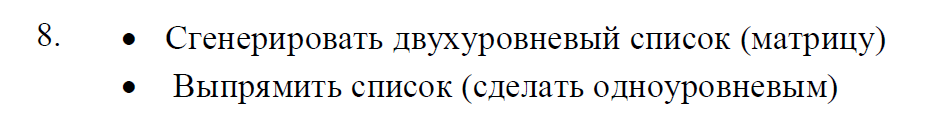 8. • Сгенерировать двухуровневый список (матрицу)
• Выпрямить список (сделать одноуровневым)